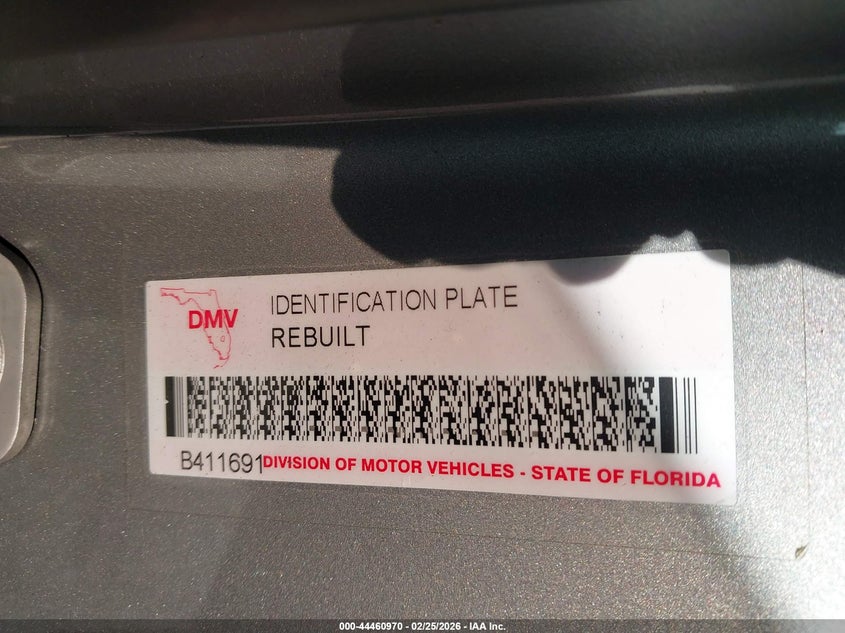 DMV
IDENTIFICATION PLATE
REBUILT
B411691
DIVISION OF MOTOR VEHICLES - STATE OF FLORIDA
000-44460970 - 02/25/2026 - IAA Inc.